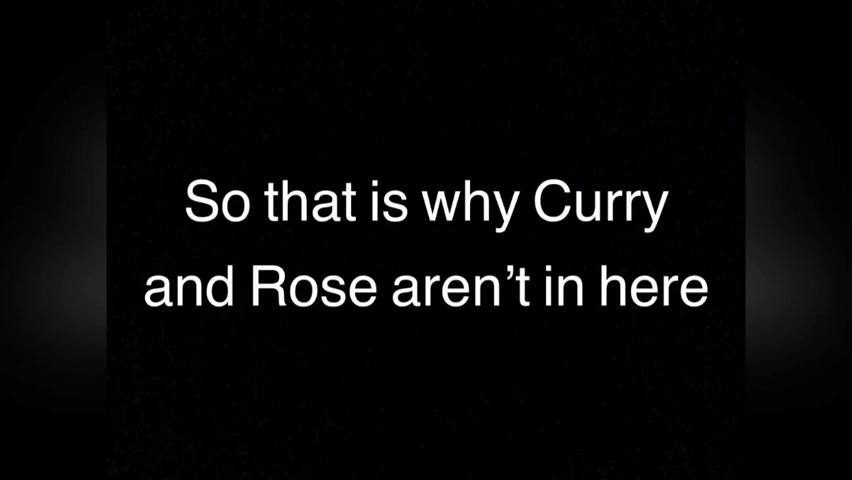 So that is why Curry
and Rose aren’t in here